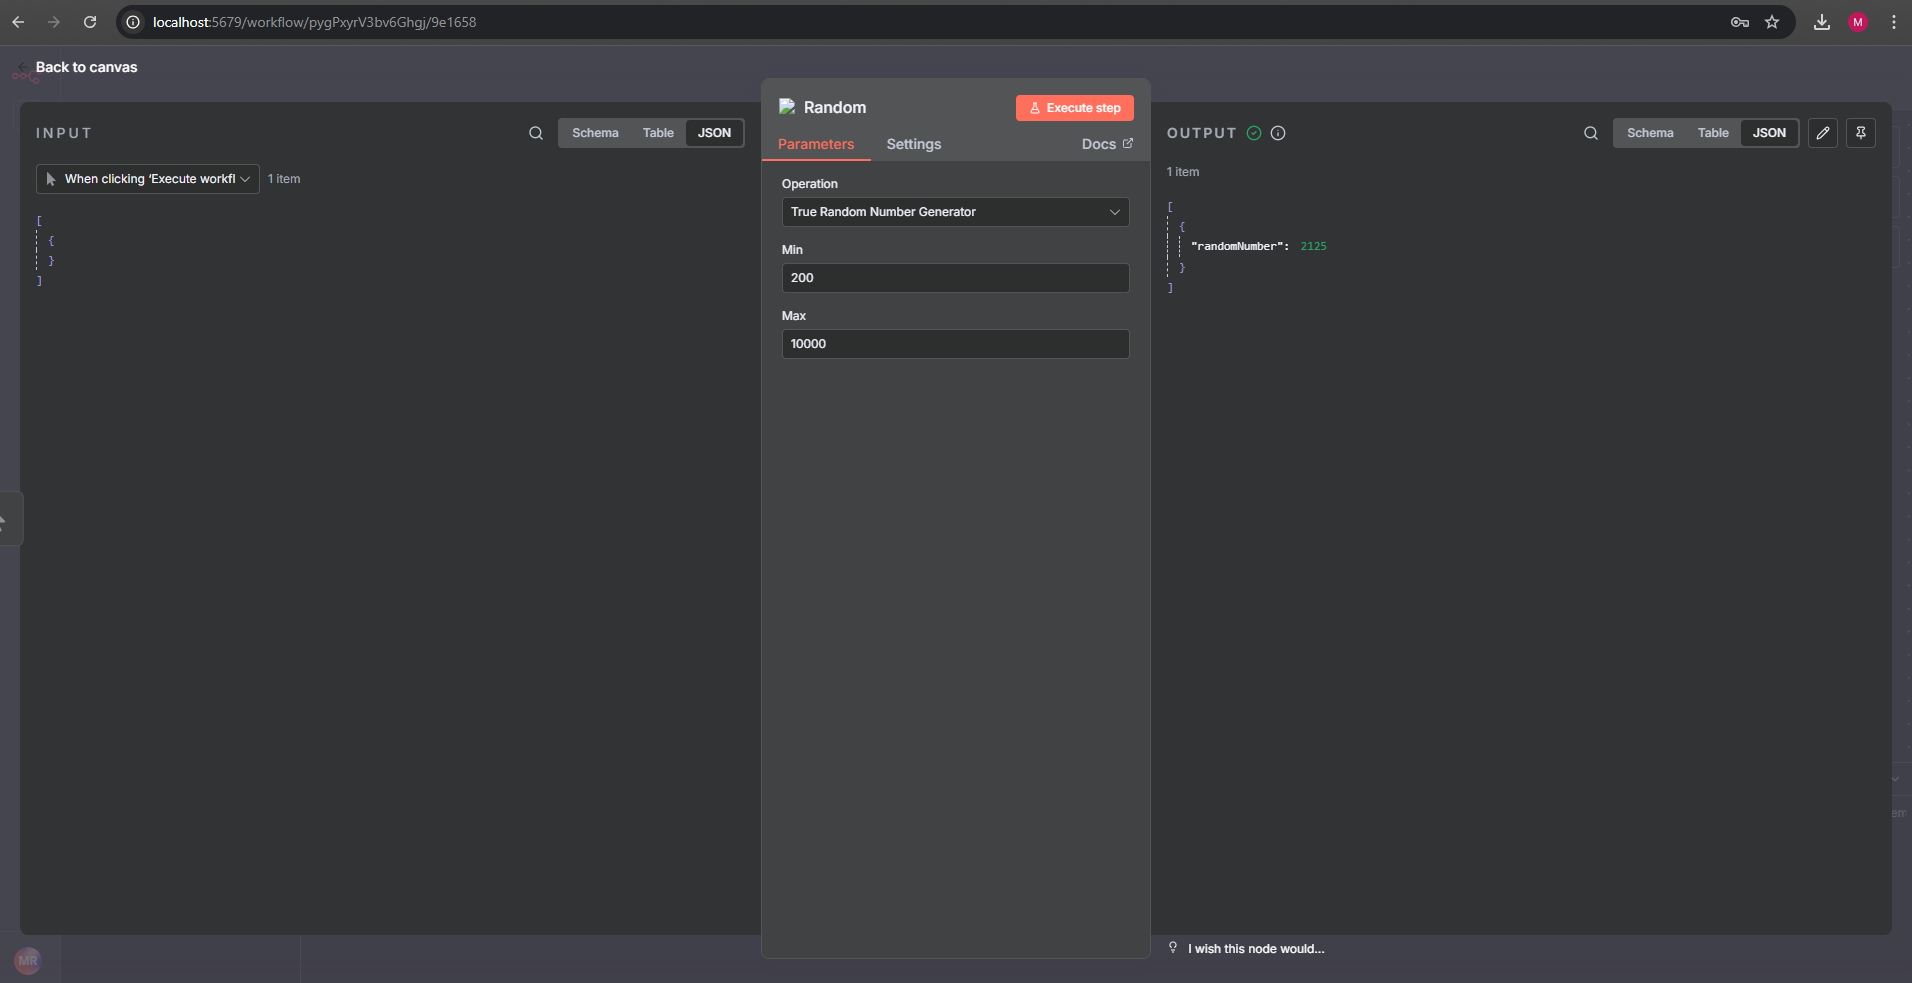 localhost:5679/workflow/pygPxyrV3bv6Ghgj/9e1658
M
Back to canvas
INPUT
Schema
Table
JSON
When clicking ‘Execute workfl
1 item
[
{
}
]
Random
Execute step
Parameters
Settings
Docs
Operation
True Random Number Generator
Min
200
Max
10000
OUTPUT
Schema
Table
JSON
1 item
[
{
"randomNumber": 2125
}
]
em
I wish this node would...
MR